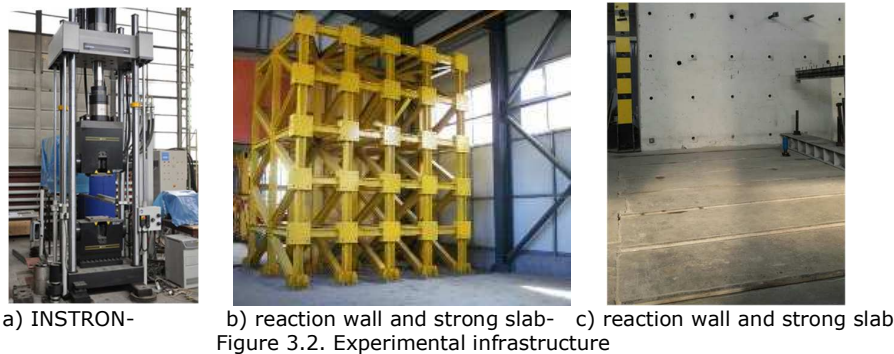 a) INSTRON- b) reaction wall and strong slab- c) reaction wall and strong slab
Figure 3.2. Experimental infrastructure